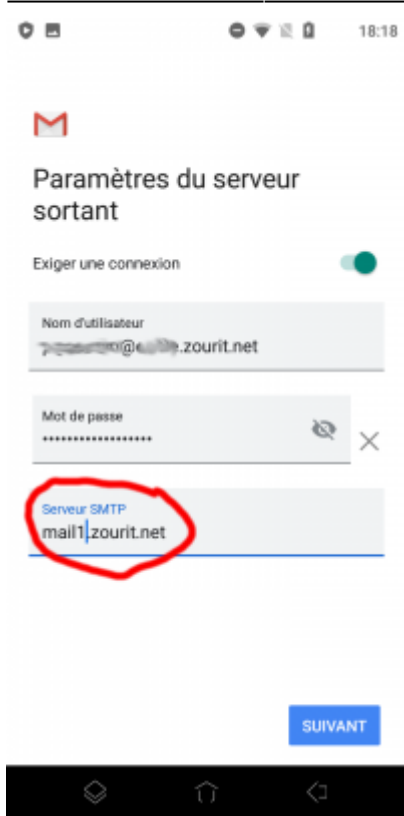 18:18
Paramètres du serveur
sortant
Exiger une connexion
Nom d'utilisateur
.zourit.net
Mot de passe
••••••••••••••••••
Serveur SMTP
mail1.zourit.net
SUIVANT